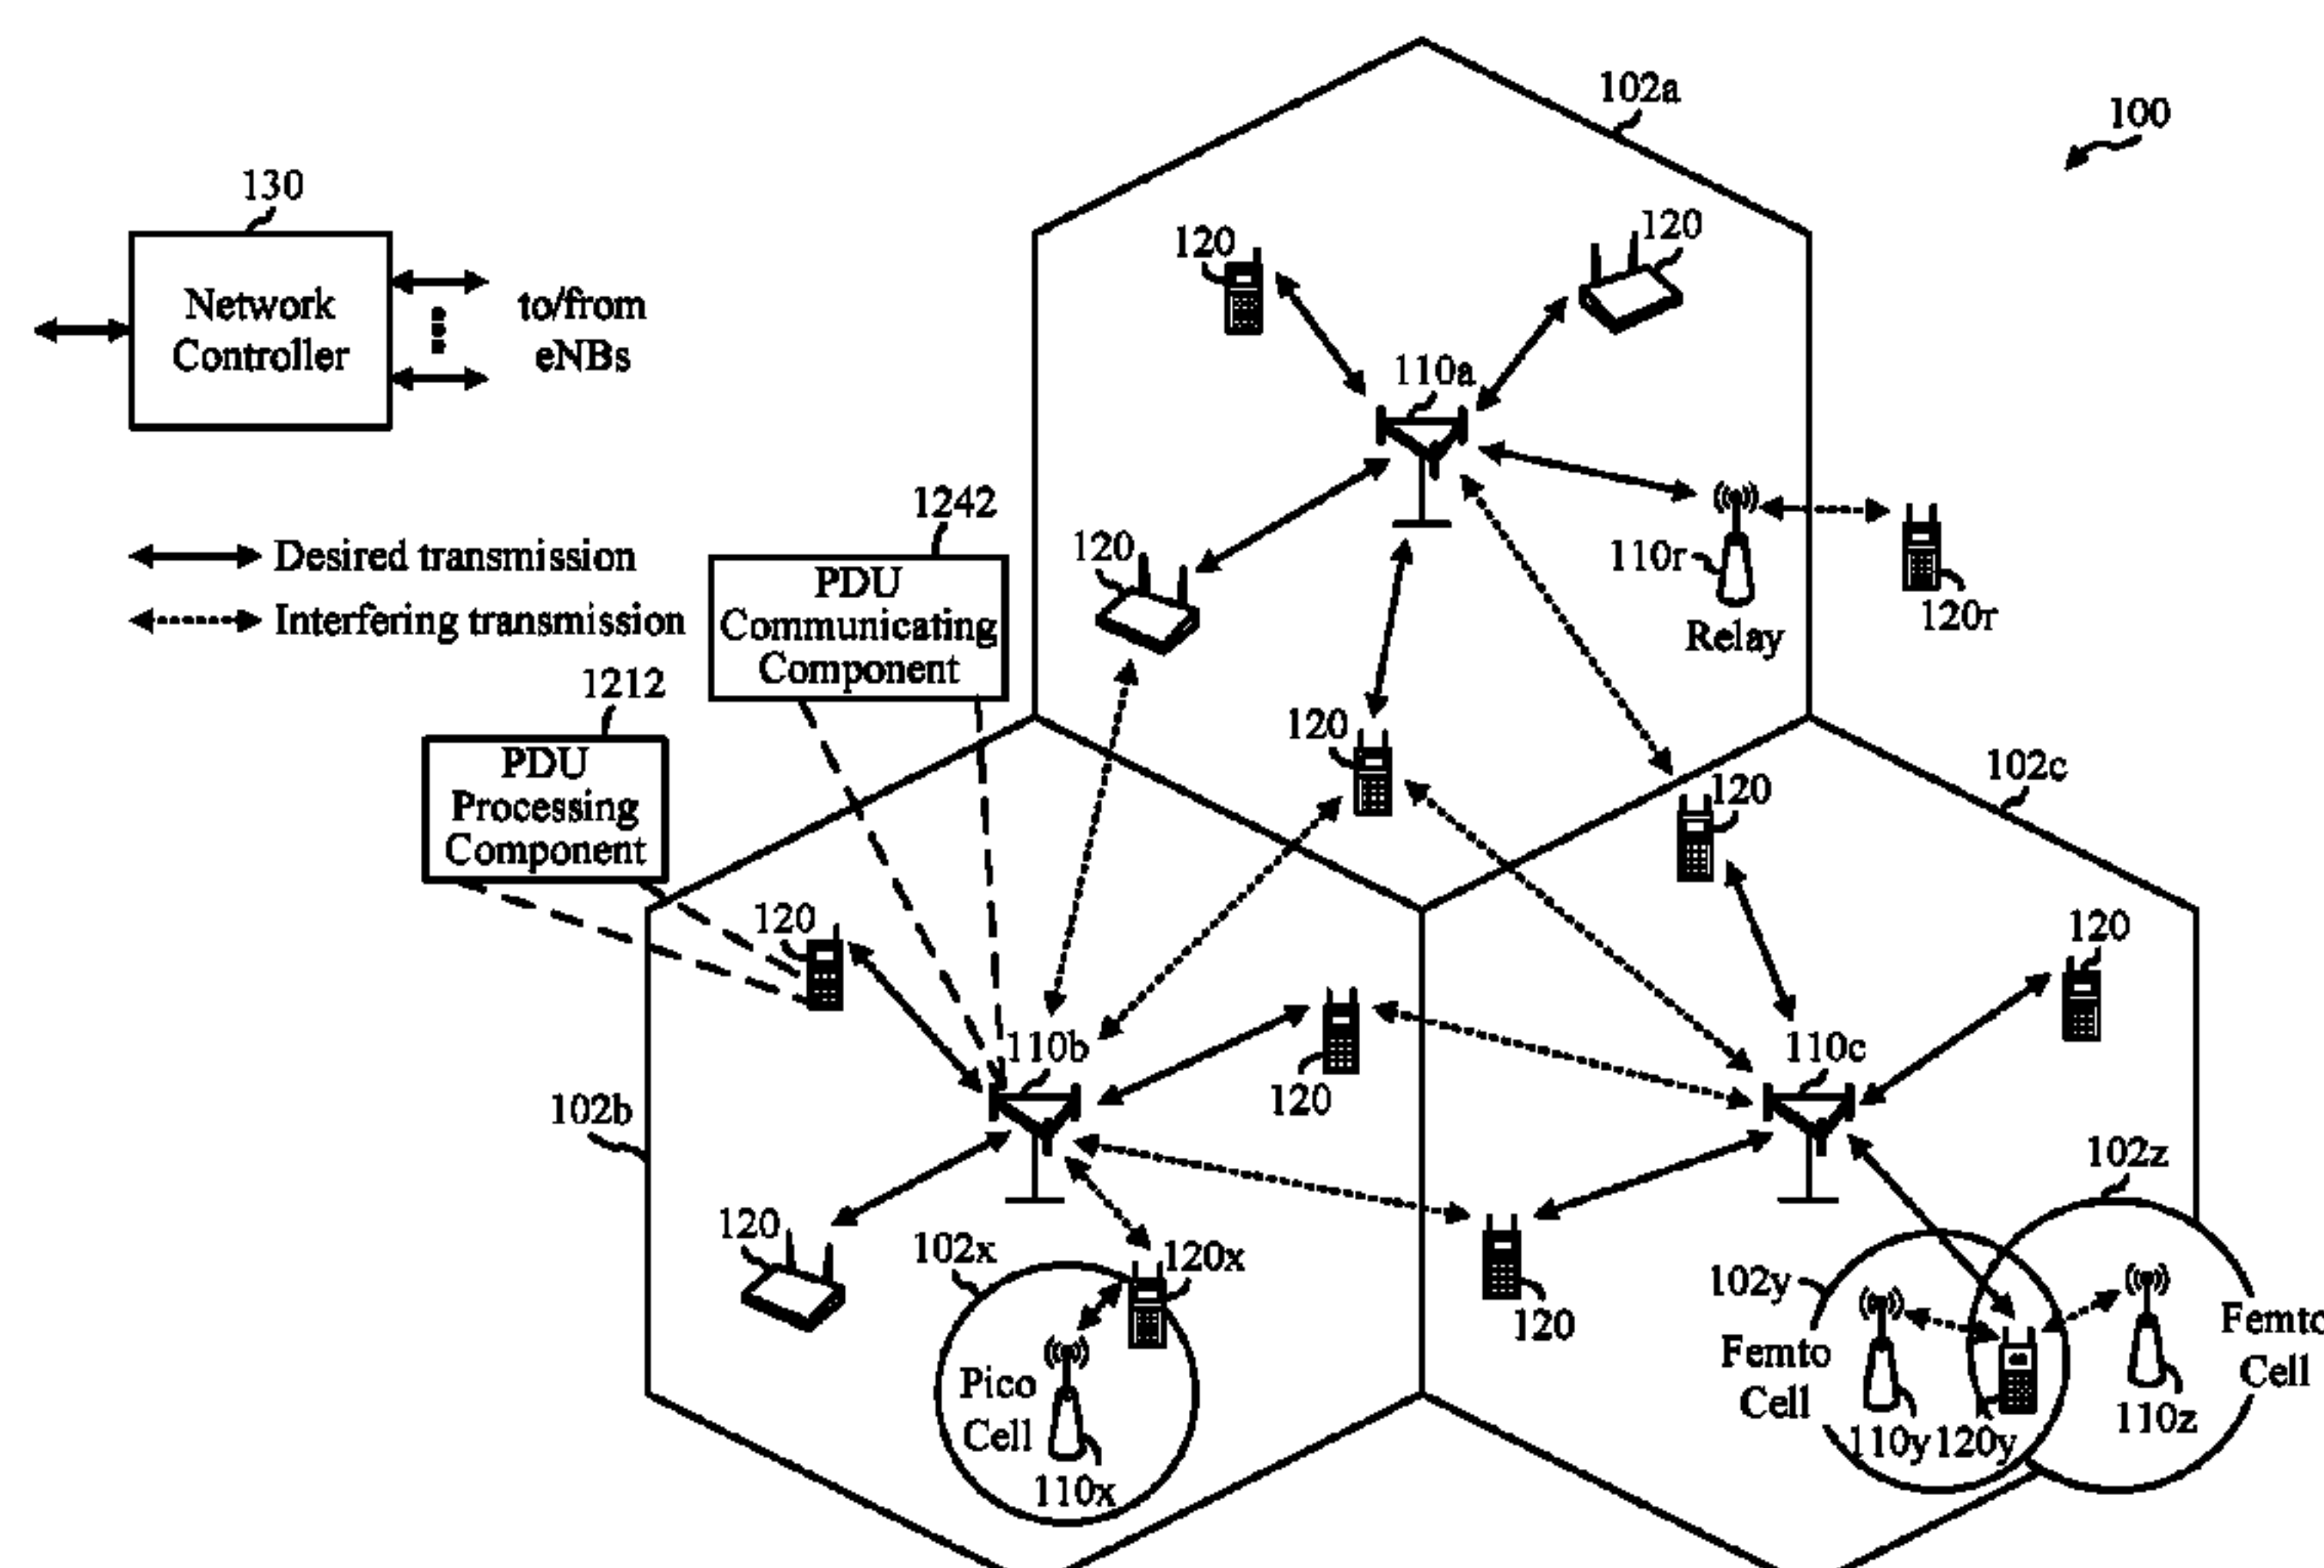 102a
100
130
120
120
Network
Controller
to/from
eNBs
110a
1242
Desired transmission
Interfering transmission
PDU
Communicating
Component
120
110r
Relay
120r
1212
PDU
Processing
Component
120
102c
120
120
120
110b
120
110c
102b
102z
120
102x
120x
120
102y
Femto
Cell
Femto
Cell
Pico
Cell
110x
110y
120y
110z